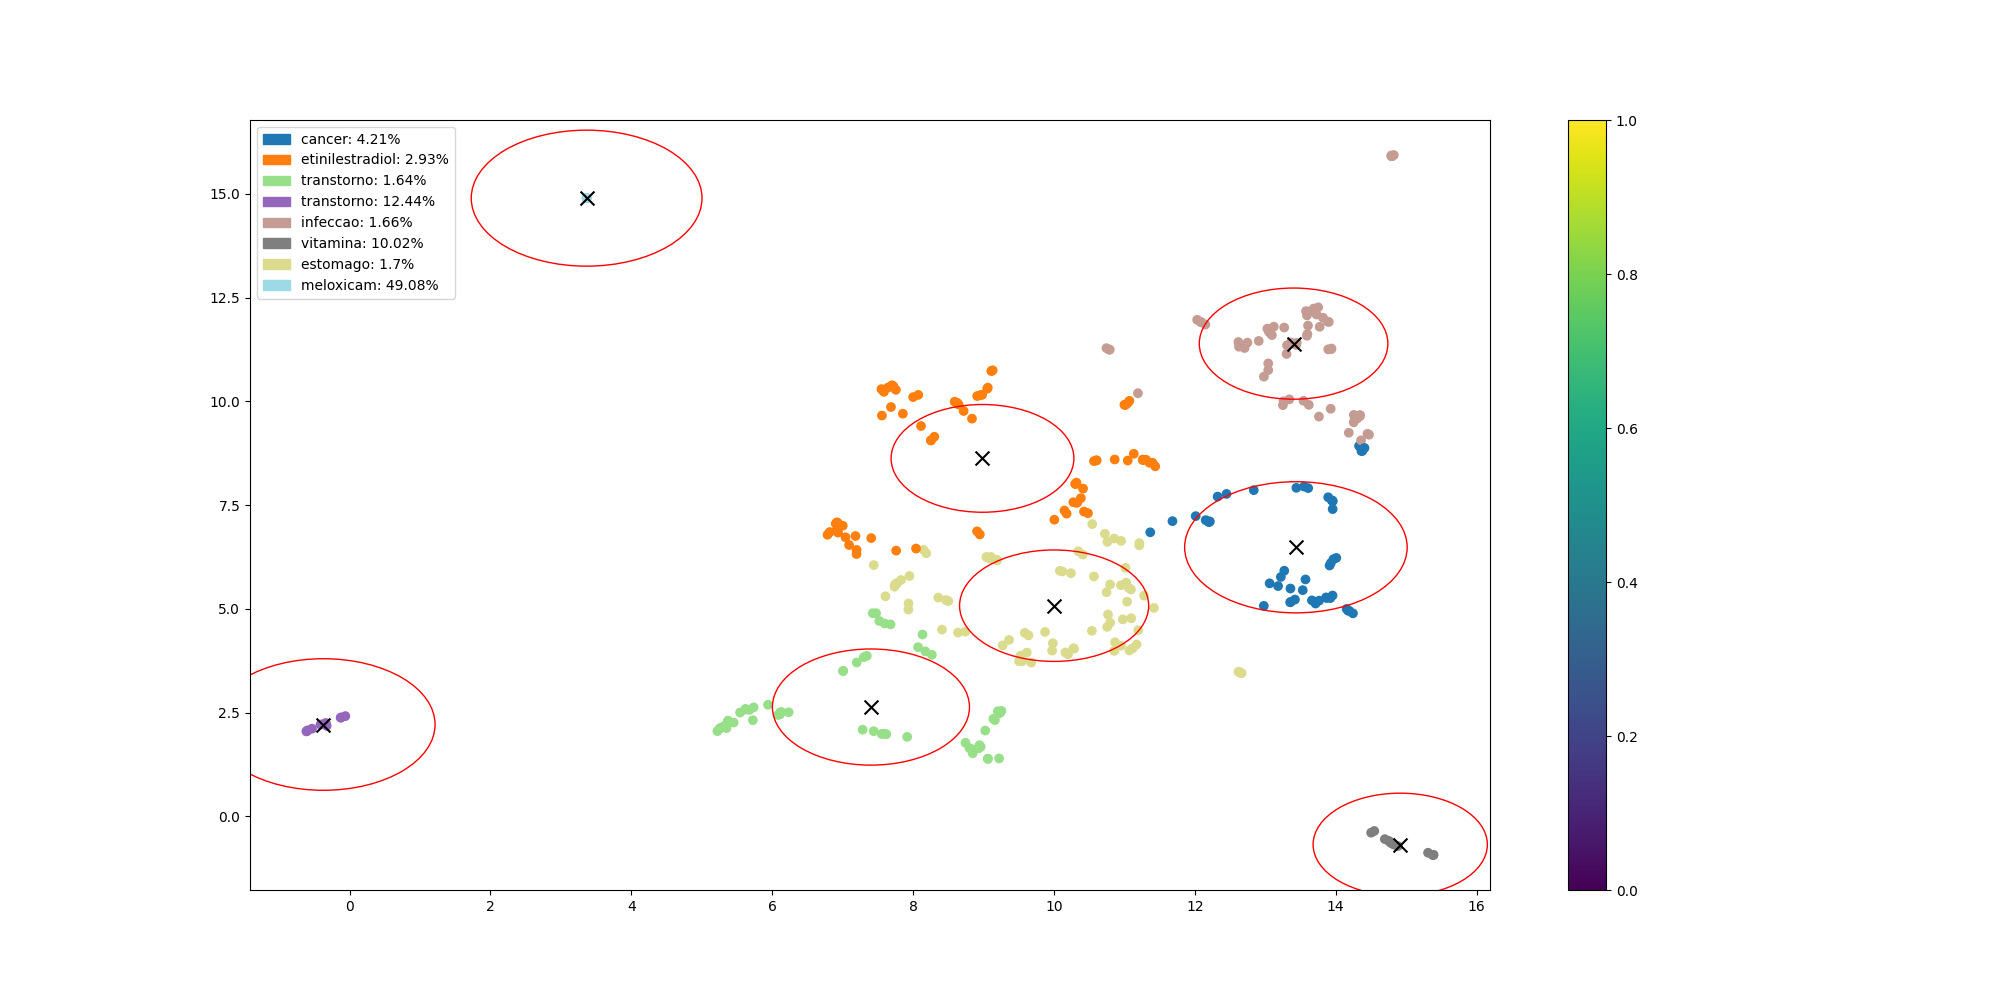 cancer: 4.21%
etinilestradiol: 2.93%
transtorno: 1.64%
transtorno: 12.44%
infeccao: 1.66%
vitamina: 10.02%
estomago: 1.7%
meloxicam: 49.08%
15.0
12.5
10.0
7.5
5.0
2.5
0.0
0 2 4 6 8 10 12 14 16
1.0
0.8
0.6
0.4
0.2
0.0